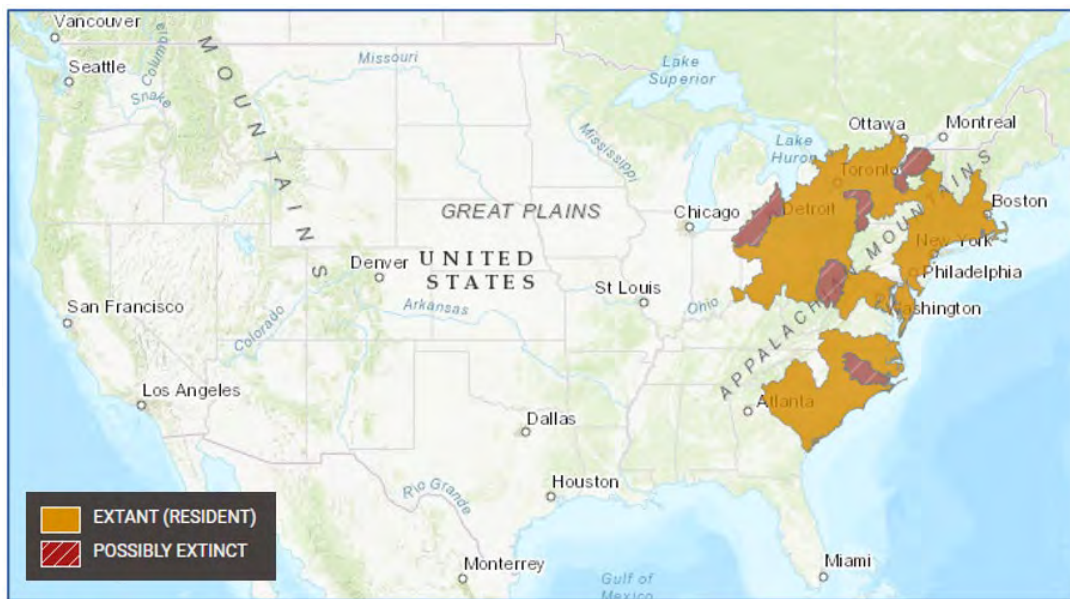 Vancouver
Seattle
Columbia
Snake
MOUNTAINS
Missouri
Mississippi
Lake
Superior
Lake
Huron
Ottawa
Montreal
Toronto
Detroit
Chicago
Boston
New York
Philadelphia
Washington
APPALACHIAN MOUNTAINS
GREAT PLAINS
UNITED
STATES
Denver
St Louis
Ohio
Arkansas
Colorado
San Francisco
Los Angeles
Dallas
Atlanta
Houston
Rio Grande
Monterrey
Gulf of
Mexico
Miami
EXTANT (RESIDENT)
POSSIBLY EXTINCT